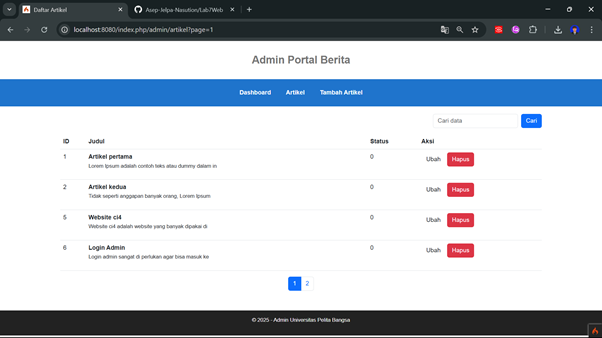 Daftar Artikel
Asep-Jelpa-Nasution/Lab7Web
localhost:8080/index.php/admin/artikel?page=1
Admin Portal Berita
Dashboard Artikel Tambah Artikel
Cari data Cari
ID Judul Status Aksi
1 Artikel pertama 0 Ubah Hapus
Lorem Ipsum adalah contoh teks atau dummy dalam in
2 Artikel kedua 0 Ubah Hapus
Tidak seperti anggapan banyak orang, Lorem Ipsum
5 Website ci4 0 Ubah Hapus
Website ci4 adalah website yang banyak dipakai di
6 Login Admin 0 Ubah Hapus
Login admin sangat di perlukan agar bisa masuk ke
1 2
© 2025 - Admin Universitas Pelita Bangsa